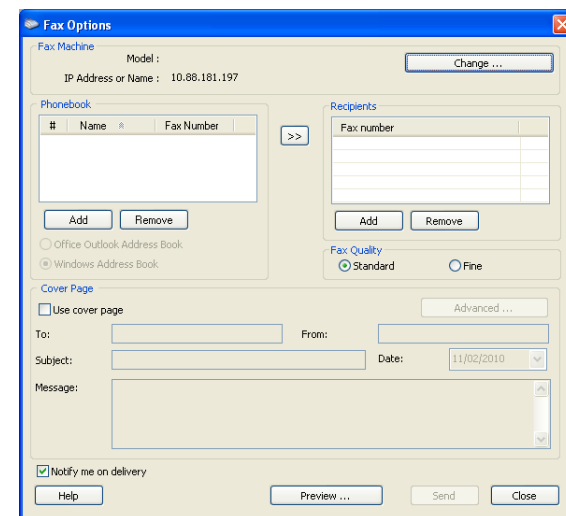 Fax Options
Fax Machine
Model :
Change ...
IP Address or Name : 10.88.181.197
Phonebook
# Name Fax Number
>>
Add Remove
Office Outlook Address Book
Windows Address Book
Recipients
Fax number
Add Remove
Fax Quality
Standard Fine
Cover Page
Use cover page
Advanced ...
To: From:
Subject: Date: 11/02/2010
Message:
Notify me on delivery
Help Preview ... Send Close